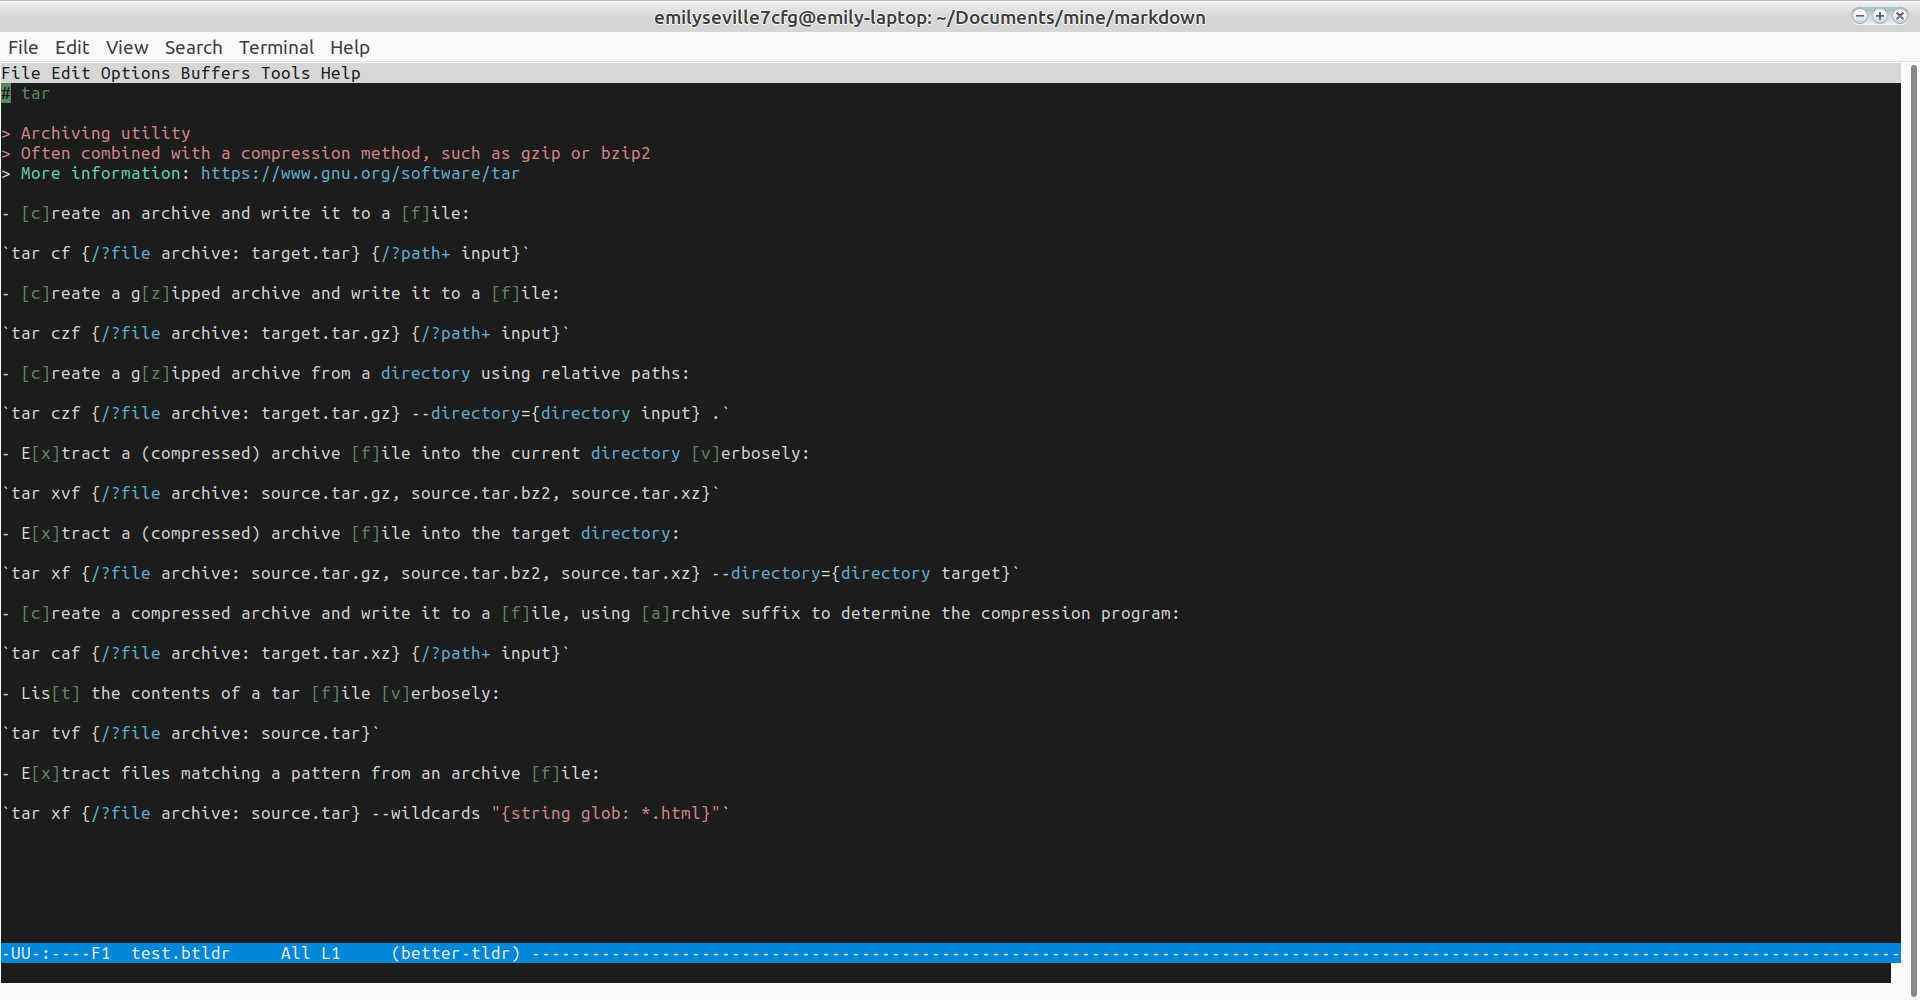 emilyseville7cfg@emily-laptop: ~/Documents/mine/markdown
File Edit View Search Terminal Help
File Edit Options Buffers Tools Help
# tar
> Archiving utility
> Often combined with a compression method, such as gzip or bzip2
> More information: https://www.gnu.org/software/tar
- [c]reate an archive and write it to a [f]ile:
`tar cf {/?file archive: target.tar} {/?path+ input}`
- [c]reate a g[z]ipped archive and write it to a [f]ile:
`tar czf {/?file archive: target.tar.gz} {/?path+ input}`
- [c]reate a g[z]ipped archive from a directory using relative paths:
`tar czf {/?file archive: target.tar.gz} --directory={directory input} .`
- E[x]tract a (compressed) archive [f]ile into the current directory [v]erbosely:
`tar xvf {/?file archive: source.tar.gz, source.tar.bz2, source.tar.xz}`
- E[x]tract a (compressed) archive [f]ile into the target directory:
`tar xf {/?file archive: source.tar.gz, source.tar.bz2, source.tar.xz} --directory={directory target}`
- [c]reate a compressed archive and write it to a [f]ile, using [a]rchive suffix to determine the compression program:
`tar caf {/?file archive: target.tar.xz} {/?path+ input}`
- Lis[t] the contents of a tar [f]ile [v]erbosely:
`tar tvf {/?file archive: source.tar}`
- E[x]tract files matching a pattern from an archive [f]ile:
`tar xf {/?file archive: source.tar} --wildcards "{string glob: *.html}"`
-UU-:----F1 test.btldr All L1 (better-tldr) -----------------------------------------------------------------------------------------------------------------------------------------